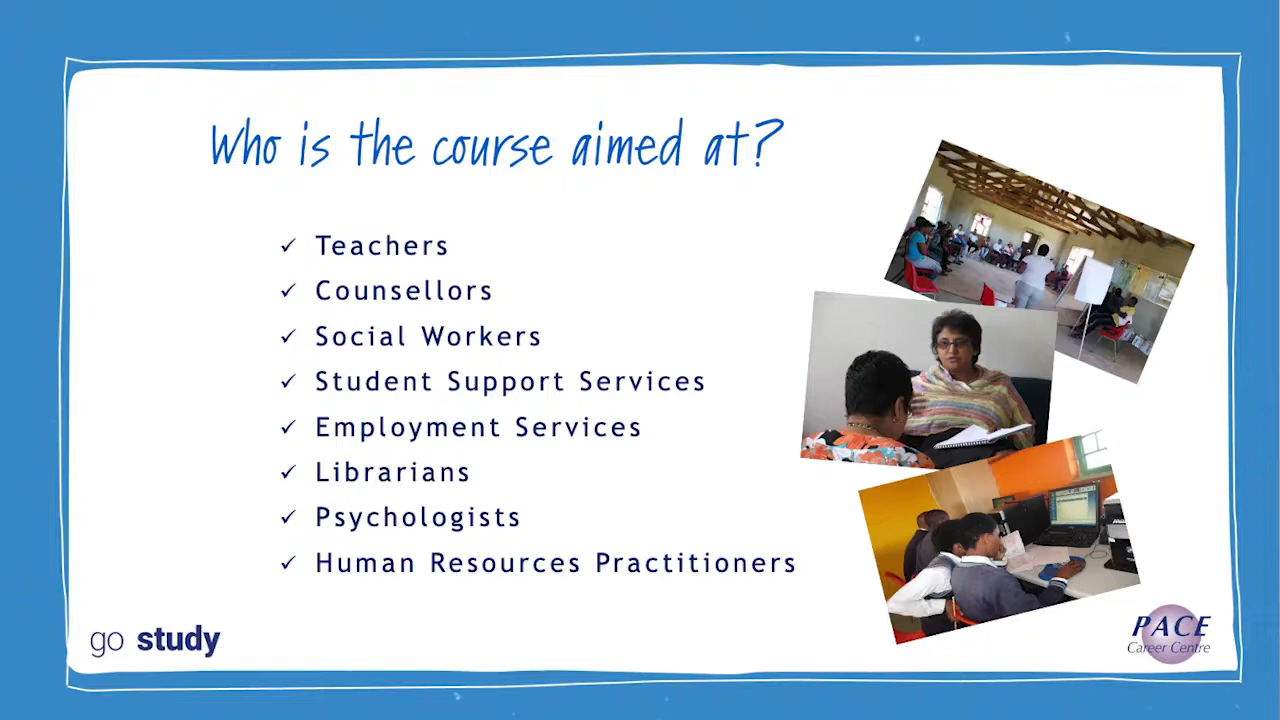 Who is the course aimed at?
✓ Teachers
✓ Counsellors
✓ Social Workers
✓ Student Support Services
✓ Employment Services
✓ Librarians
✓ Psychologists
✓ Human Resources Practitioners
go study
PACE
Career Centre